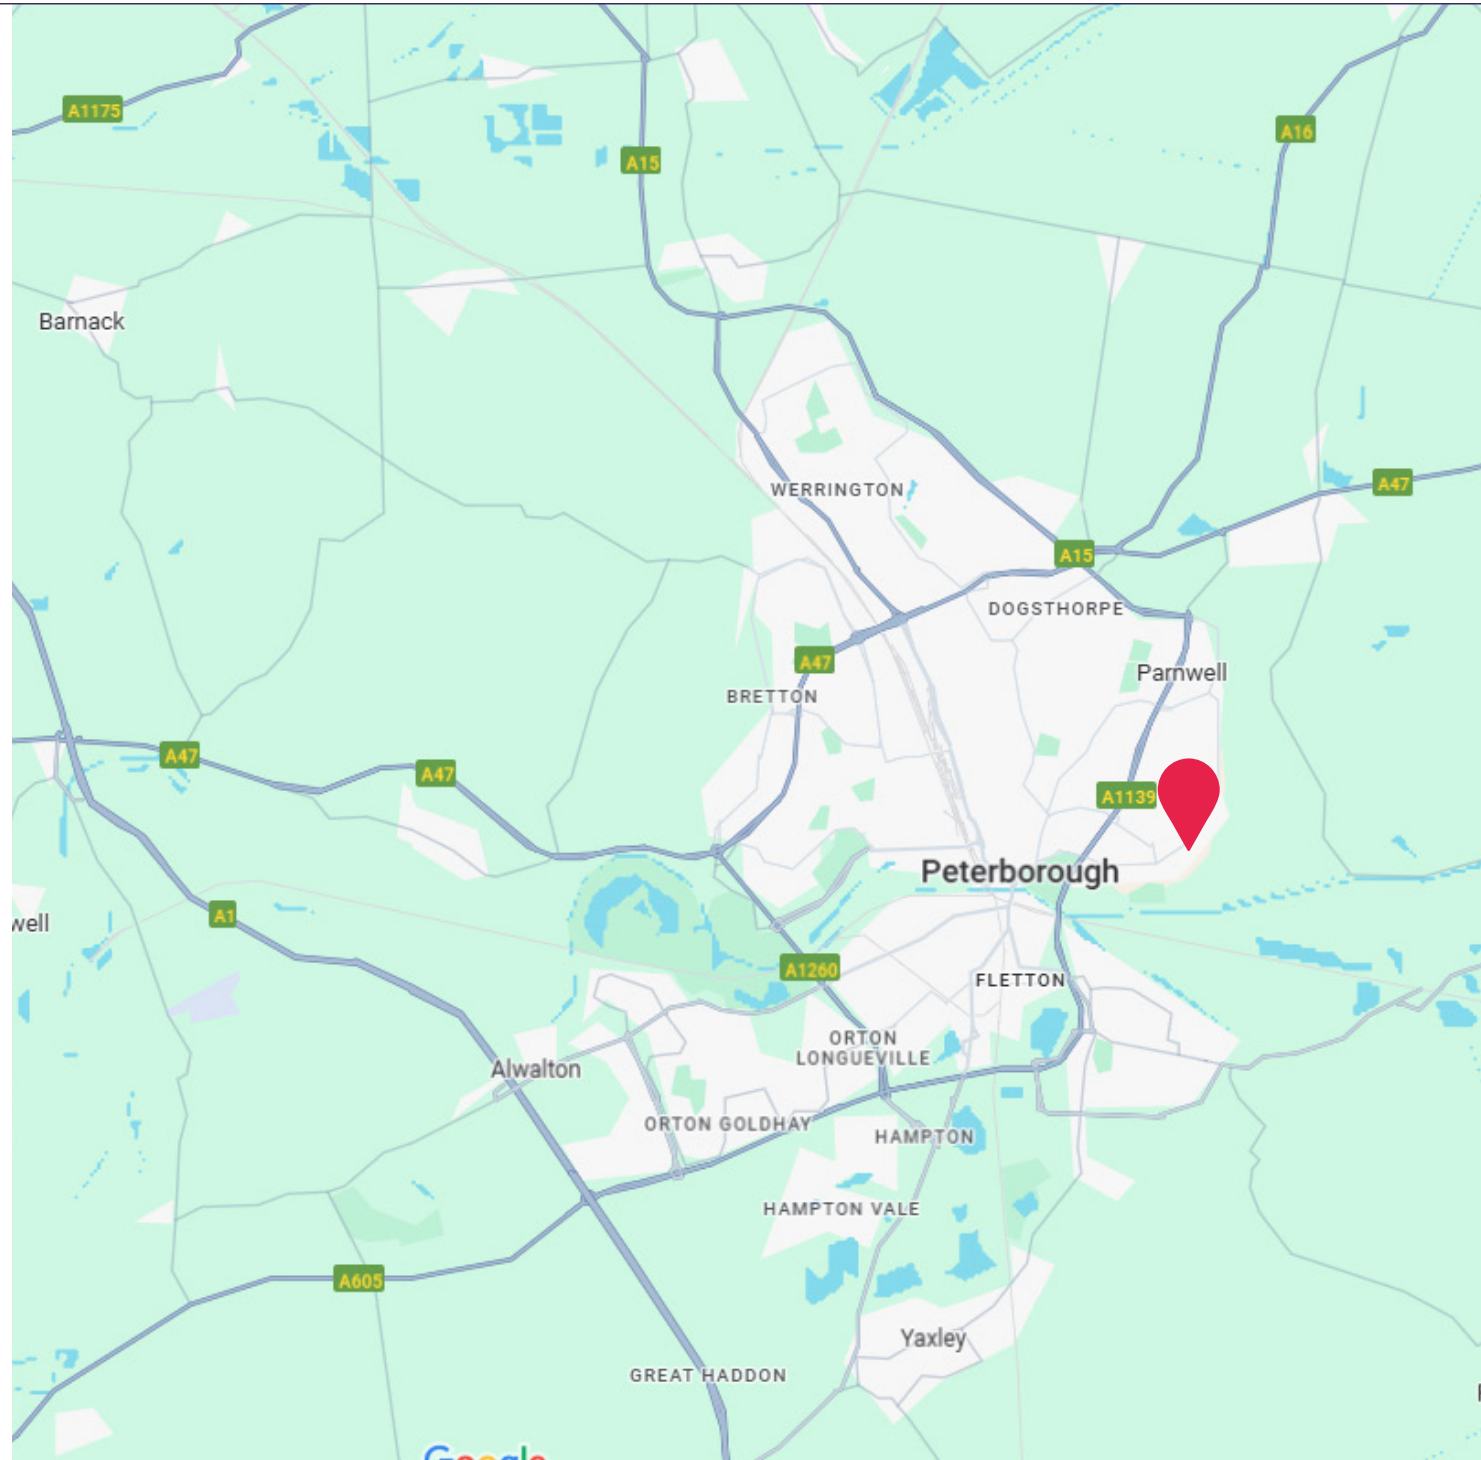 A1175
A15
A16
Barnack
WERRINGTON
A47
A15
DOGSTHORPE
A47
Parnwell
BRETTON
A47
A47
A1139
Peterborough
well
A1
A1260
FLETTON
ORTON
LONGUEVILLE
Alwalton
ORTON GOLDHAY
HAMPTON
HAMPTON VALE
A605
Yaxley
GREAT HADDON
Google